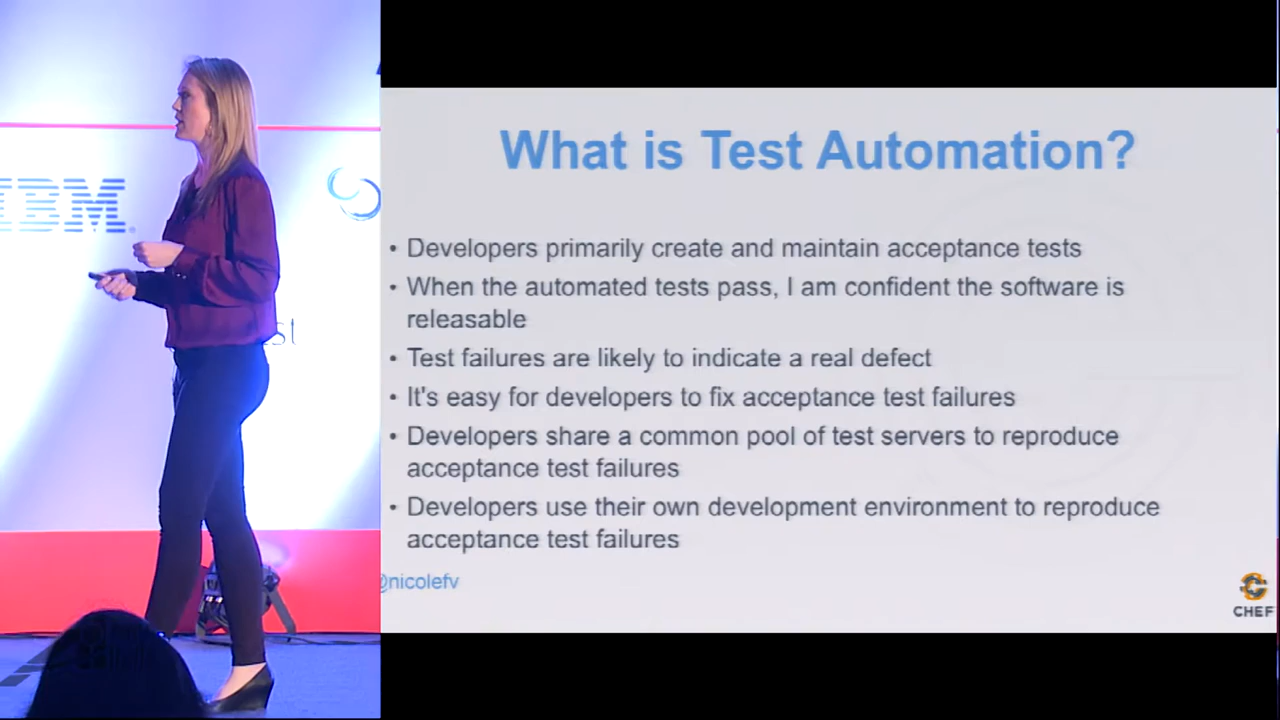 What is Test Automation?
IBM
• Developers primarily create and maintain acceptance tests
• When the automated tests pass, I am confident the software is
releasable
• Test failures are likely to indicate a real defect
• It's easy for developers to fix acceptance test failures
• Developers share a common pool of test servers to reproduce
acceptance test failures
• Developers use their own development environment to reproduce
acceptance test failures
@nicolefv
CHEF